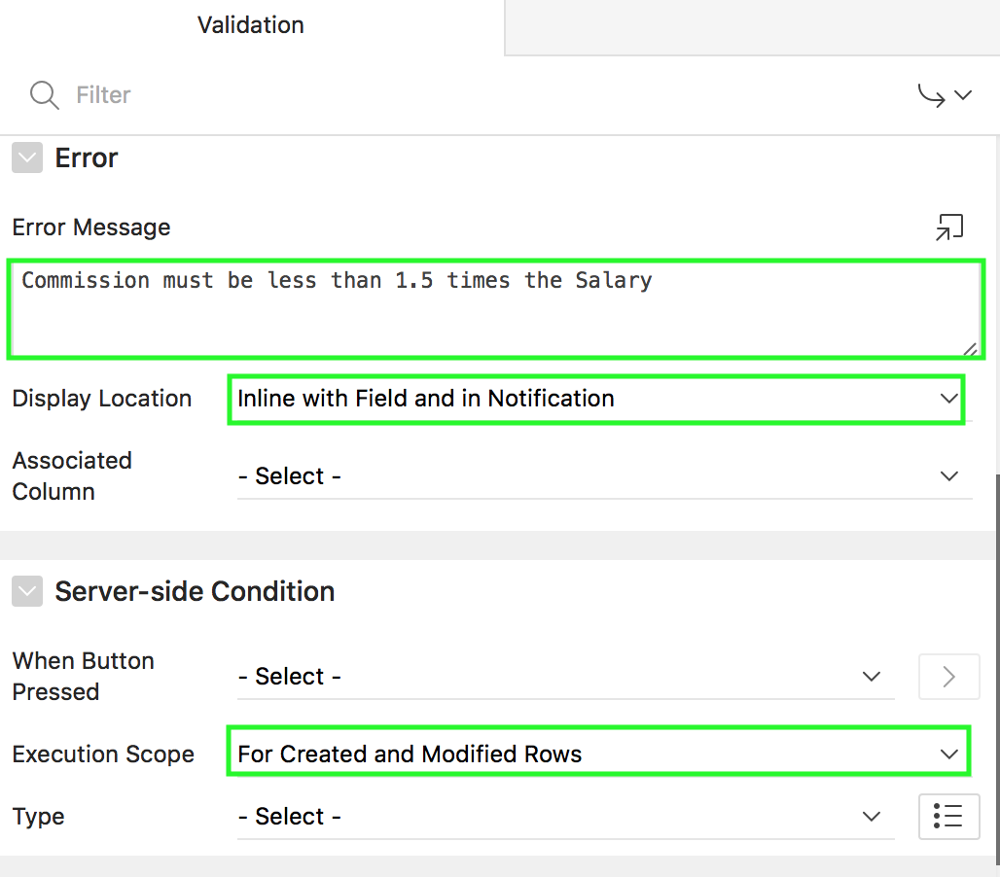 Validation
Filter
Error
Error Message
Commission must be less than 1.5 times the Salary
Display Location
Inline with Field and in Notification
Associated
Column
- Select -
Server-side Condition
When Button
Pressed
- Select -
Execution Scope
For Created and Modified Rows
Type
- Select -